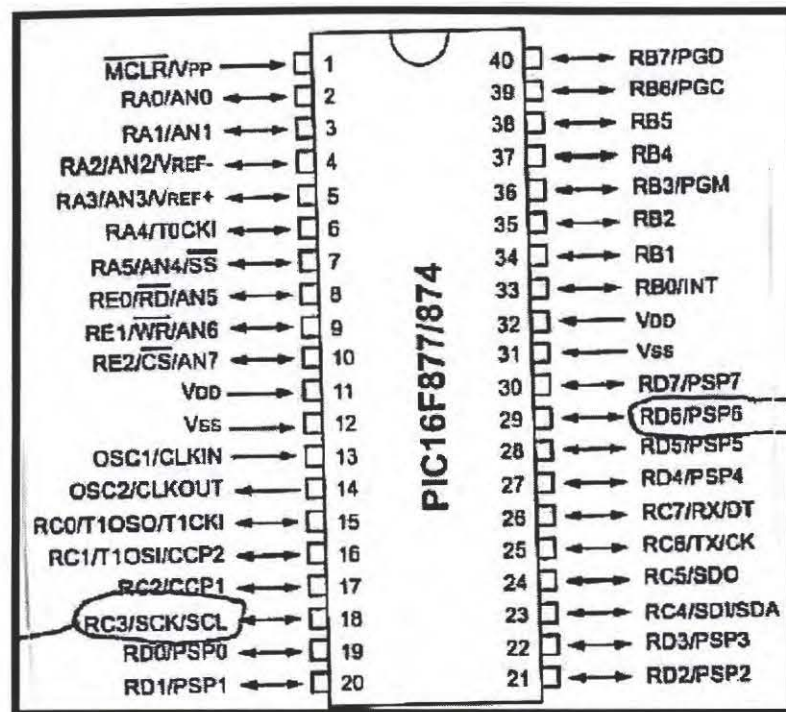 MCLR/VPP 1 40 RB7/PGD
RA0/AN0 2 39 RB6/PGC
RA1/AN1 3 38 RB5
RA2/AN2/VREF- 4 37 RB4
RA3/AN3/VREF+ 5 36 RB3/PGM
RA4/T0CKI 6 35 RB2
RA5/AN4/SS 7 34 RB1
RE0/RD/AN5 8 33 RB0/INT
RE1/WR/AN6 9 32 VDD
RE2/CS/AN7 10 31 VSS
VDD 11 30 RD7/PSP7
VSS 12 29 RD6/PSP6
OSC1/CLKIN 13 28 RD5/PSP5
OSC2/CLKOUT 14 27 RD4/PSP4
RC0/T1OSO/T1CKI 15 26 RC7/RX/DT
RC1/T1OSI/CCP2 16 25 RC6/TX/CK
RC2/CCP1 17 24 RC5/SDO
RC3/SCK/SCL 18 23 RC4/SDI/SDA
RD0/PSP0 19 22 RD3/PSP3
RD1/PSP1 20 21 RD2/PSP2
PIC16F877/874